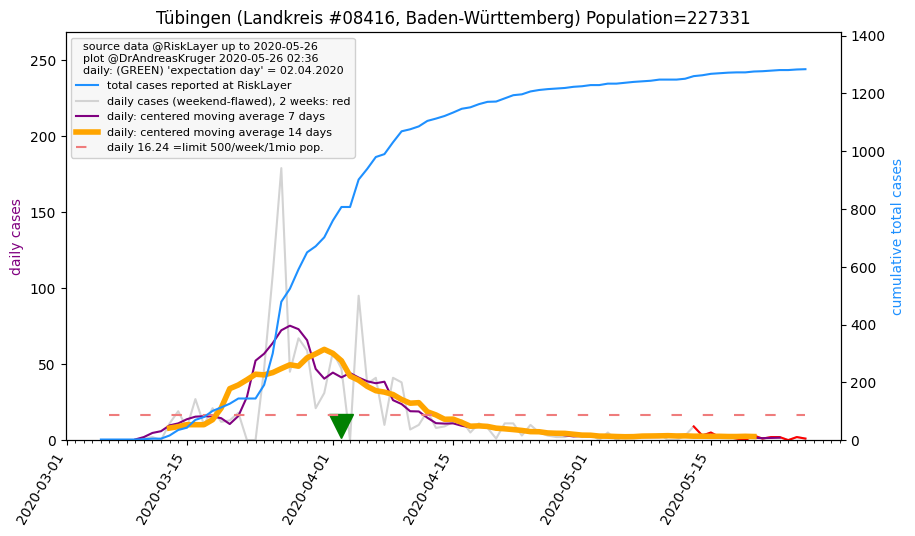 Tübingen (Landkreis #08416, Baden-Württemberg) Population=227331
source data @RiskLayer up to 2020-05-26
plot @DrAndreasKruger 2020-05-26 02:36
daily: (GREEN) 'expectation day' = 02.04.2020
total cases reported at RiskLayer
daily cases (weekend-flawed), 2 weeks: red
daily: centered moving average 7 days
daily: centered moving average 14 days
daily 16.24 =limit 500/week/1mio pop.
daily cases
250
200
150
100
50
0
1400
1200
1000
800
600
400
200
0
cumulative total cases
2020-03-01
2020-03-15
2020-04-01
2020-04-15
2020-05-01
2020-05-15